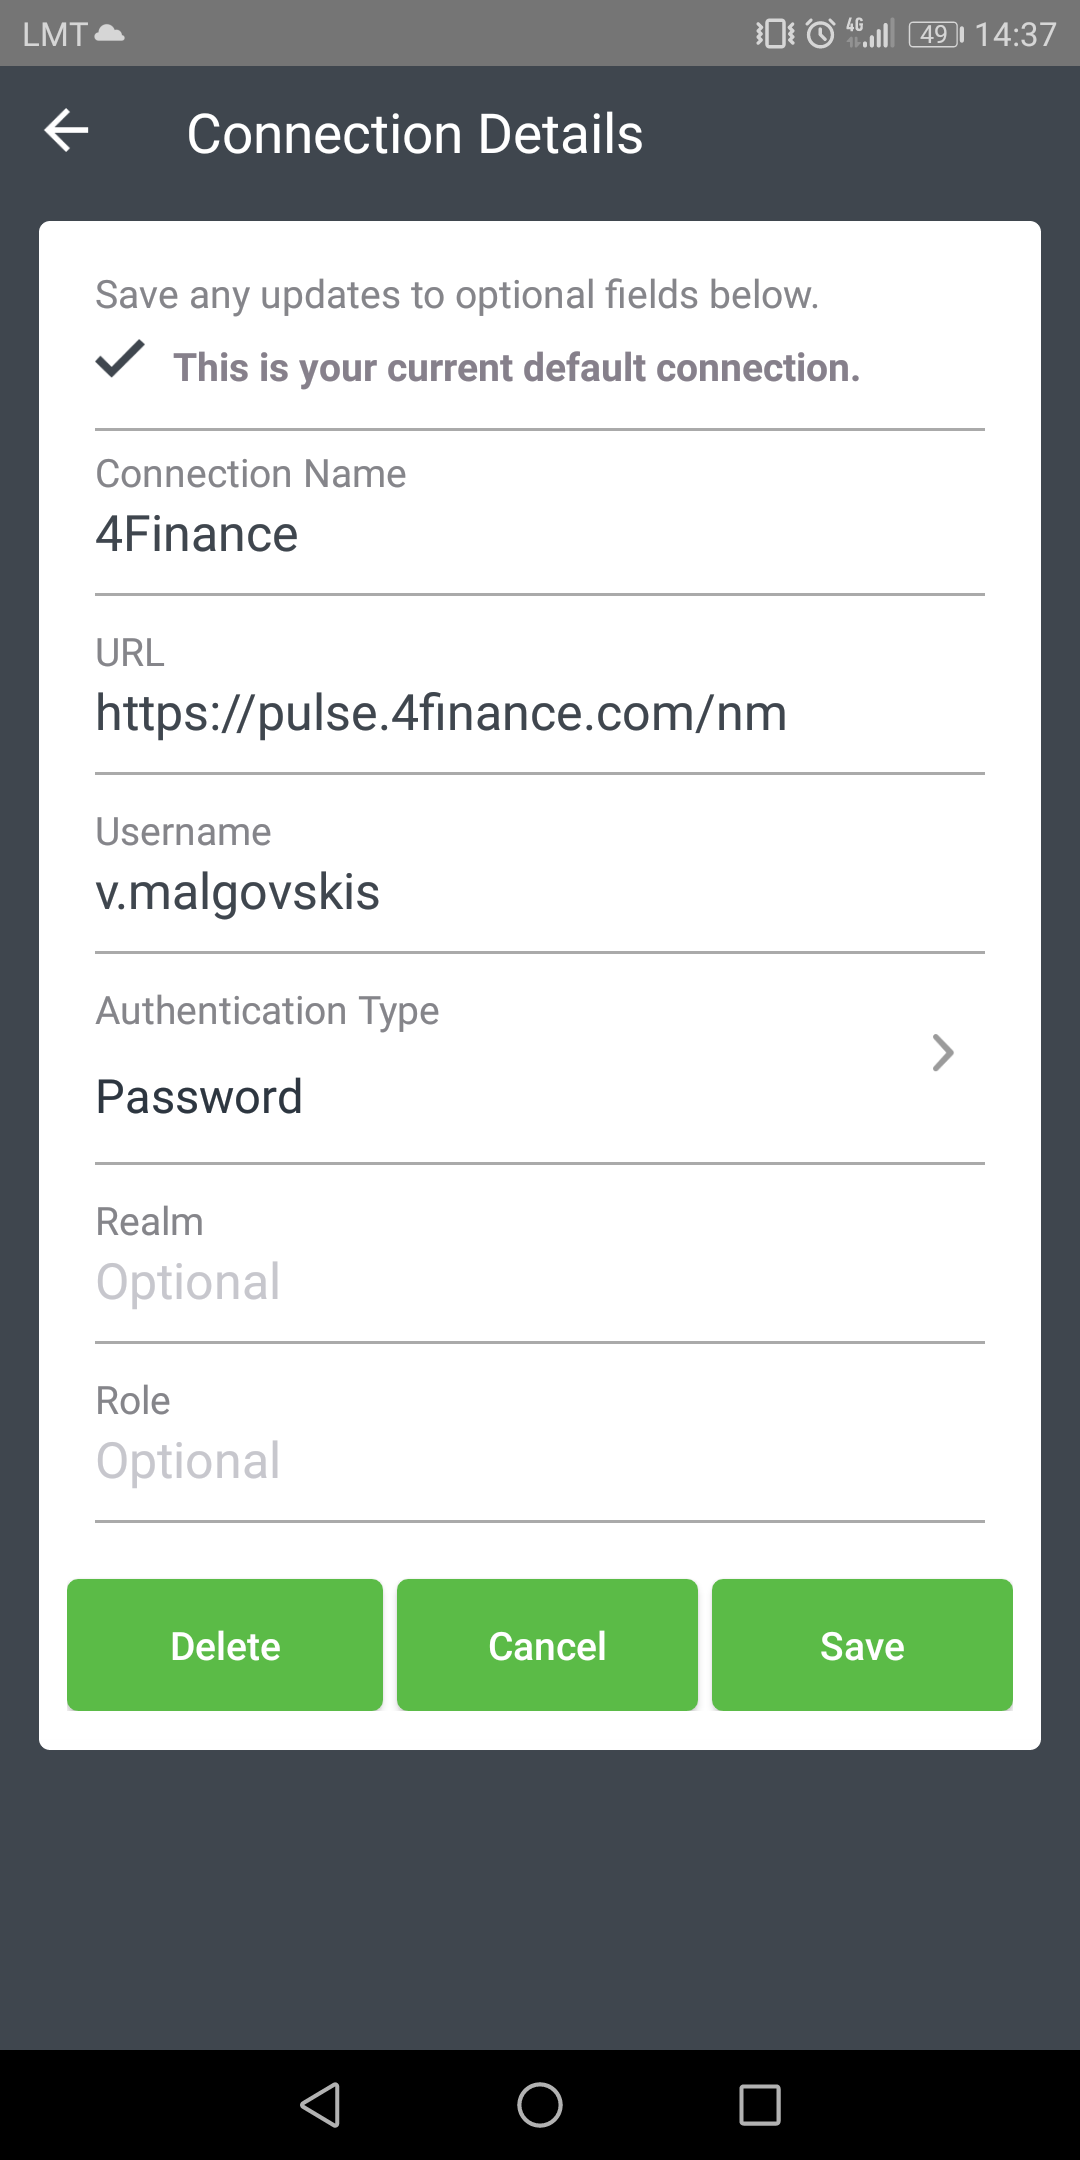 LMT 4G 49 14:37
Connection Details
Save any updates to optional fields below.
This is your current default connection.
Connection Name
4Finance
URL
https://pulse.4finance.com/nm
Username
v.malgovskis
Authentication Type
Password
Realm
Optional
Role
Optional
Delete Cancel Save